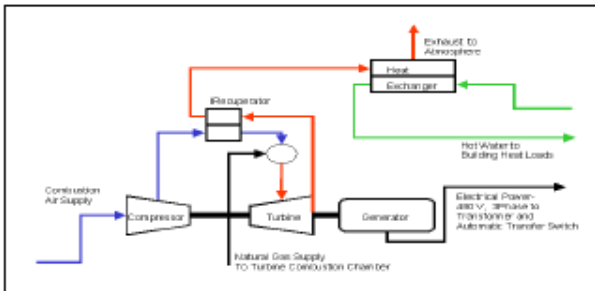 Exhaust to
Atmosphere
Heat
Exchanger
Recuperator
Hot Water to
Building Heat Loads
Combustion
Air Supply
Compressor
Turbine
Generator
Electrical Power-
480 V, 3Phase to
Transformer and
Automatic Transfer Switch
Natural Gas Supply
To Turbine Combustion Chamber